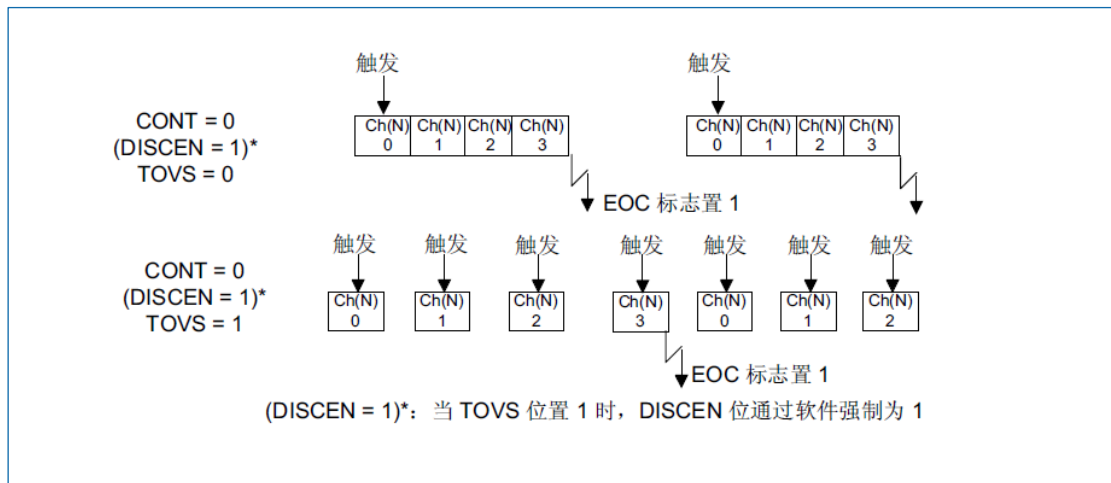 触发 触发
CONT = 0
(DISCEN = 1)*
TOVS = 0
Ch(N) Ch(N) Ch(N) Ch(N) Ch(N) Ch(N) Ch(N) Ch(N)
0 1 2 3 0 1 2 3
EOC 标志置 1
触发 触发 触发 触发 触发 触发 触发
CONT = 0
(DISCEN = 1)*
TOVS = 1
Ch(N) Ch(N) Ch(N) Ch(N) Ch(N) Ch(N) Ch(N)
0 1 2 3 0 1 2
EOC 标志置 1
(DISCEN = 1)*: 当 TOVS 位置 1 时，DISCEN 位通过软件强制为 1